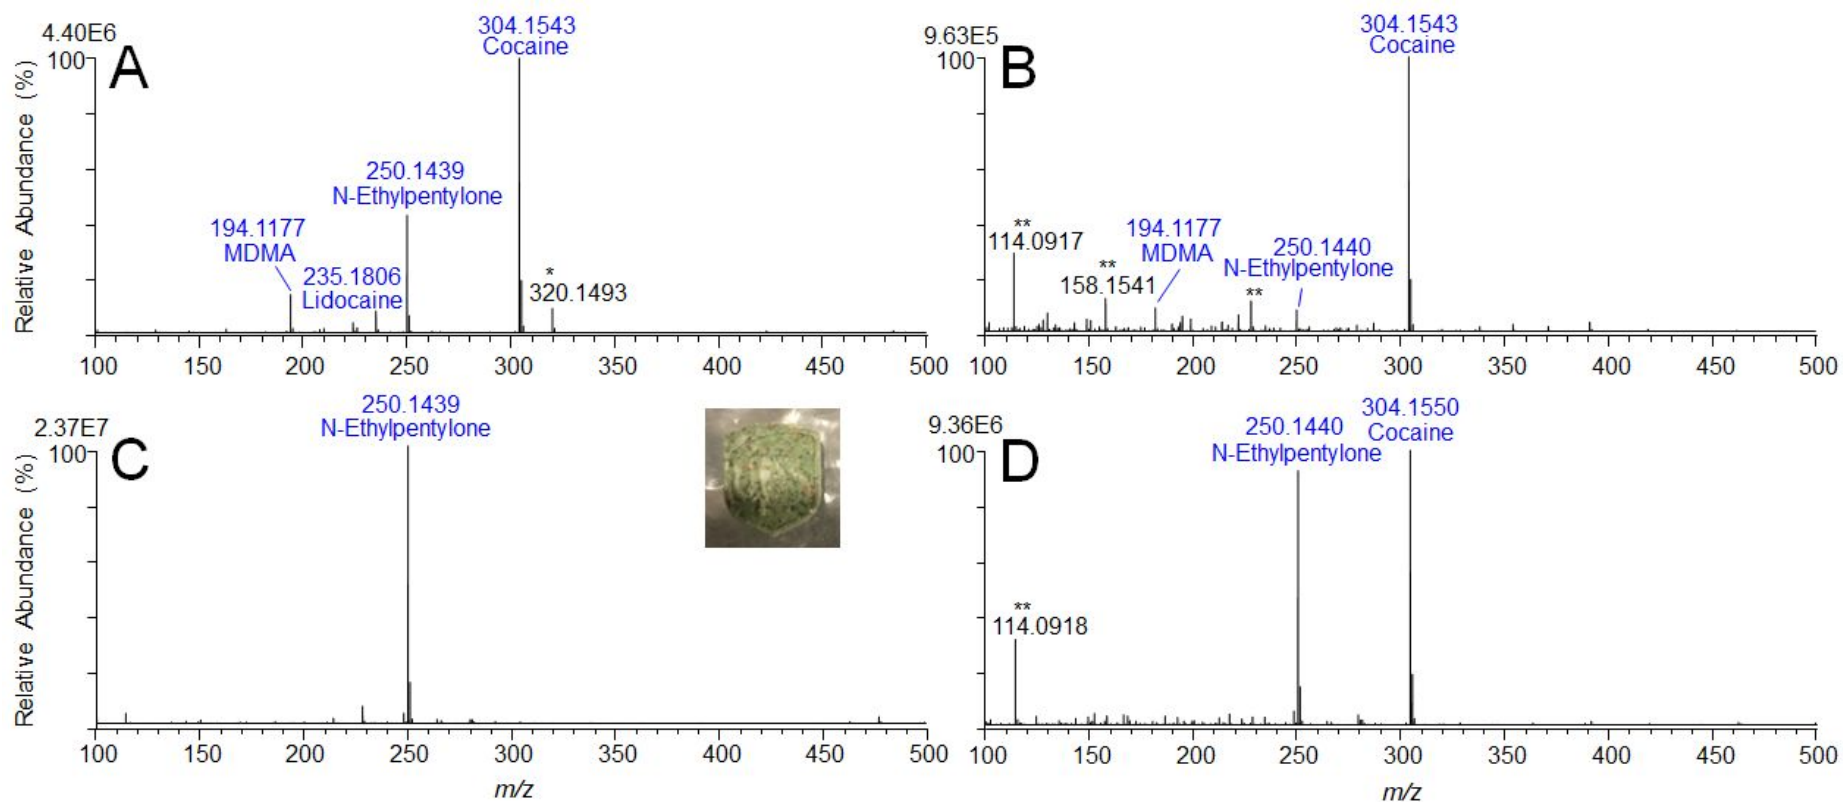 4.40E6
100
A
304.1543
Cocaine
250.1439
N-Ethylpentylone
194.1177
MDMA
235.1806
Lidocaine
*
320.1493
Relative Abundance (%)
100 150 200 250 300 350 400 450 500
9.63E5
100
B
304.1543
Cocaine
**
114.0917
**
158.1541
194.1177
MDMA
**
250.1440
N-Ethylpentylone
100 150 200 250 300 350 400 450 500
2.37E7
100
C
250.1439
N-Ethylpentylone
Relative Abundance (%)
100 150 200 250 300 350 400 450 500
m/z
9.36E6
100
D
250.1440
N-Ethylpentylone
304.1550
Cocaine
**
114.0918
100 150 200 250 300 350 400 450 500
m/z